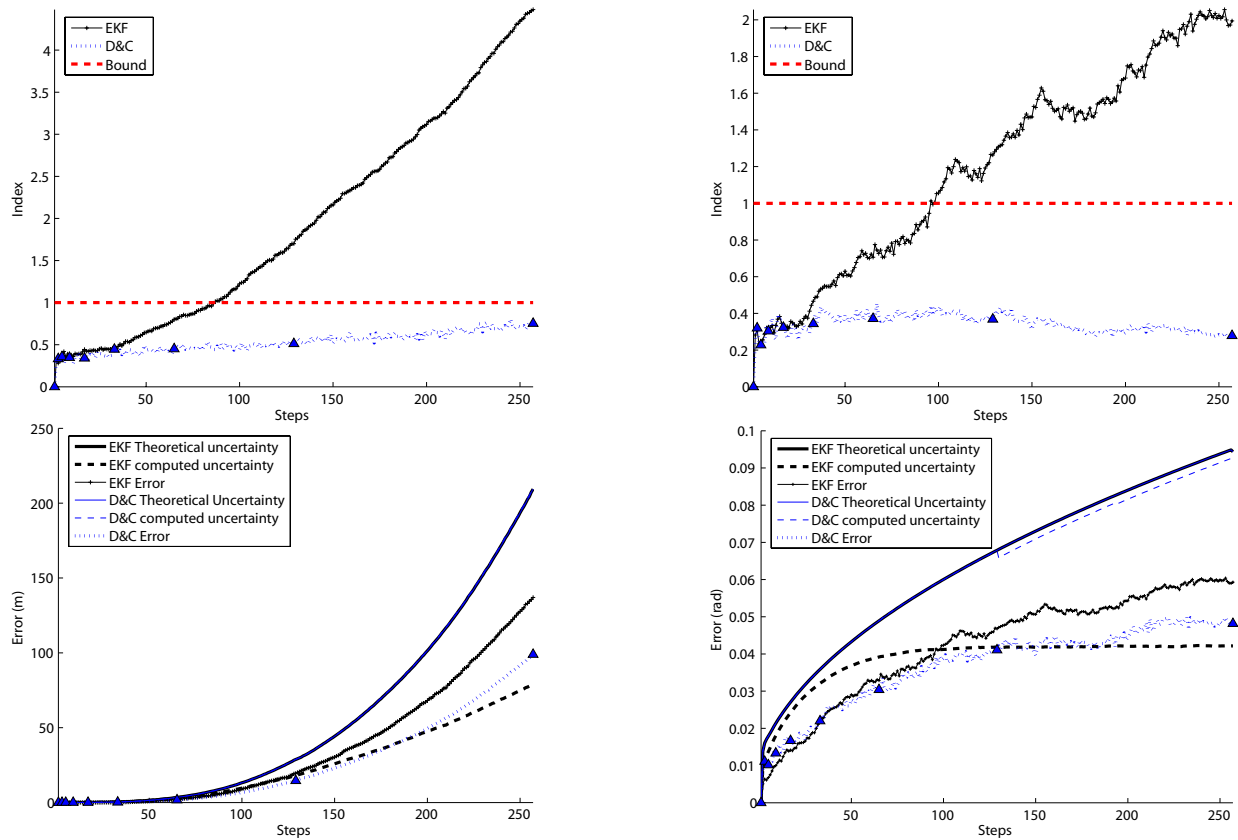 EKF
D&C
Bound
4
3.5
3
2.5
2
1.5
1
0.5
0
Index
50
100
150
200
250
Steps
EKF
D&C
Bound
2
1.8
1.6
1.4
1.2
1
0.8
0.6
0.4
0.2
0
Index
50
100
150
200
250
Steps
EKF Theoretical uncertainty
EKF computed uncertainty
EKF Error
D&C Theoretical Uncertainty
D&C computed uncertainty
D&C Error
250
200
150
100
50
0
Error (m)
50
100
150
200
250
Steps
EKF Theoretical uncertainty
EKF computed uncertainty
EKF Error
D&C Theoretical Uncertainty
D&C computed uncertainty
D&C Error
0.1
0.09
0.08
0.07
0.06
0.05
0.04
0.03
0.02
0.01
0
Error (rad)
50
100
150
200
250
Steps